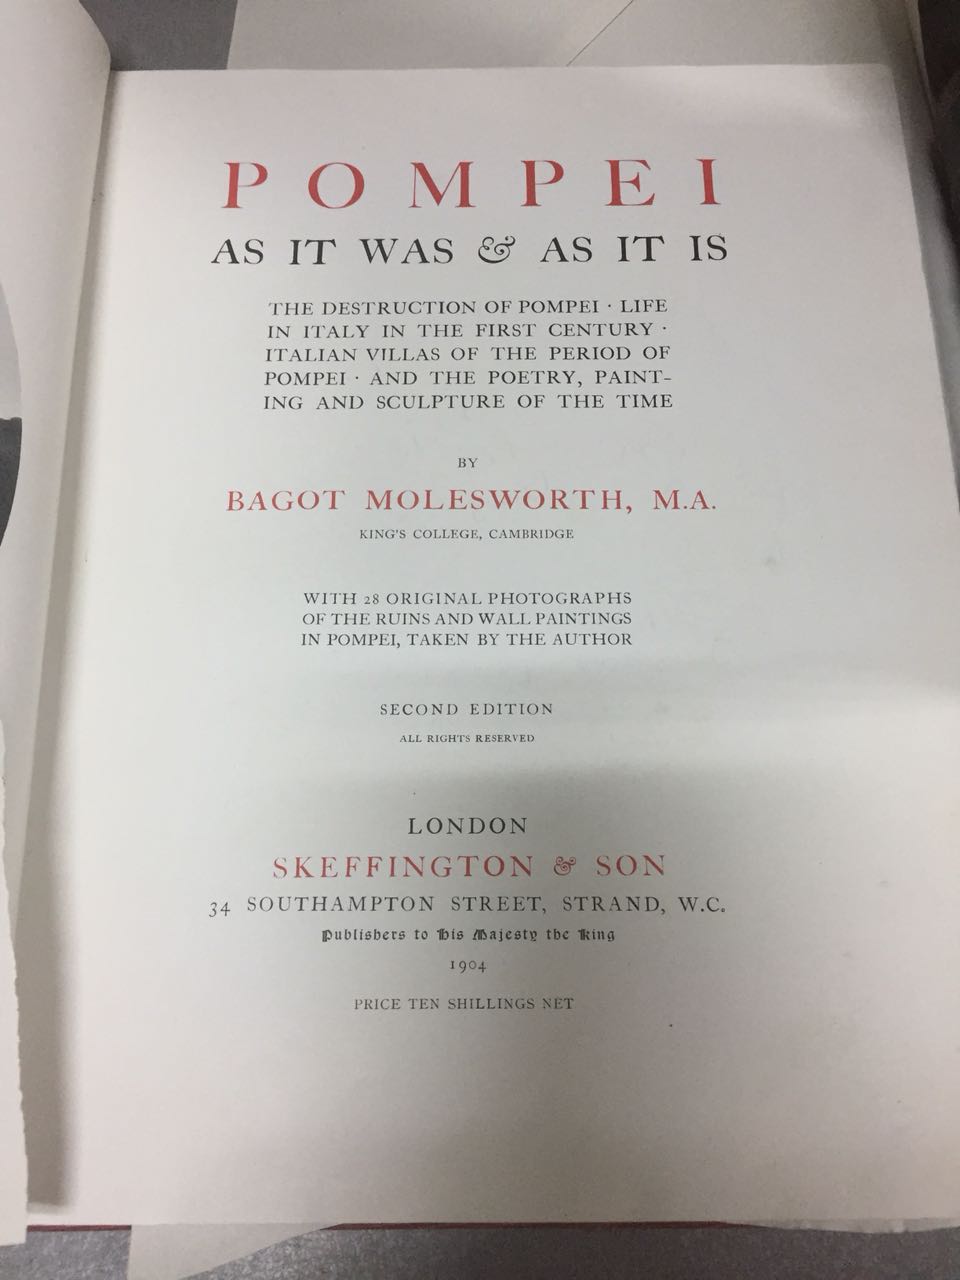 POMPEI
AS IT WAS & AS IT IS
THE DESTRUCTION OF POMPEI · LIFE
IN ITALY IN THE FIRST CENTURY ·
ITALIAN VILLAS OF THE PERIOD OF
POMPEI · AND THE POETRY, PAINT-
ING AND SCULPTURE OF THE TIME
BY
BAGOT MOLESWORTH, M.A.
KING'S COLLEGE, CAMBRIDGE
WITH 28 ORIGINAL PHOTOGRAPHS
OF THE RUINS AND WALL PAINTINGS
IN POMPEI, TAKEN BY THE AUTHOR
SECOND EDITION
ALL RIGHTS RESERVED
LONDON
SKEFFINGTON & SON
34 SOUTHAMPTON STREET, STRAND, W.C.
Publishers to His Majesty the King
1904
PRICE TEN SHILLINGS NET